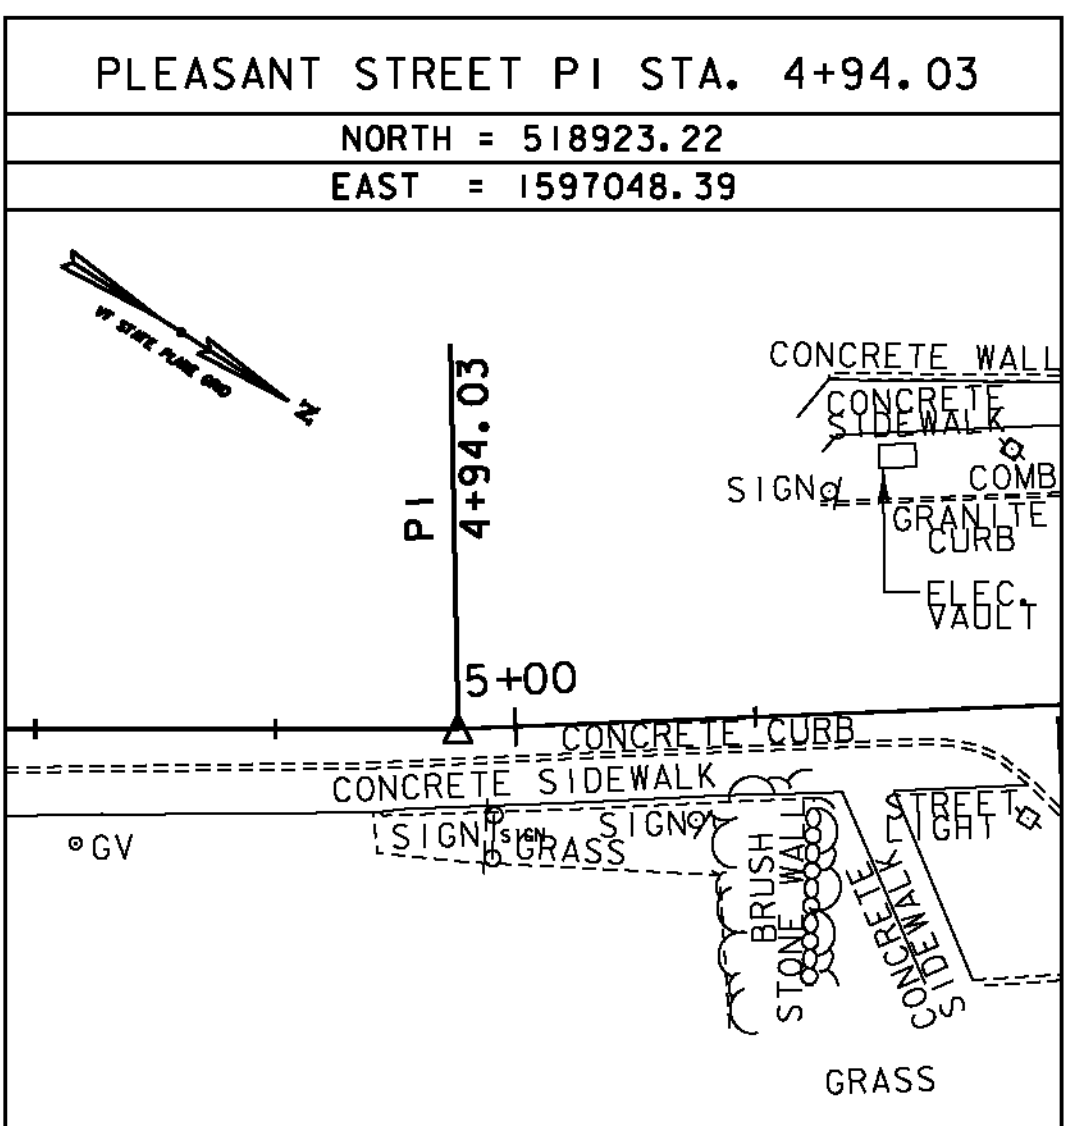 PLEASANT STREET PI STA. 4+94.03
NORTH = 518923.22
EAST = 1597048.39
VT STATE PLANE GRID
N
PI
4+94.03
CONCRETE WALL
CONCRETE
SIDEWALK
COMB
SIGN
GRANITE
CURB
ELEC.
VAULT
5+00
CONCRETE CURB
CONCRETE SIDEWALK
STREET
LIGHT
GV
SIGN
SIGN
GRASS
SIGN
BRUSH
STONE WALL
CONCRETE
SIDEWALK
CONCRETE
SIDEWALK
GRASS